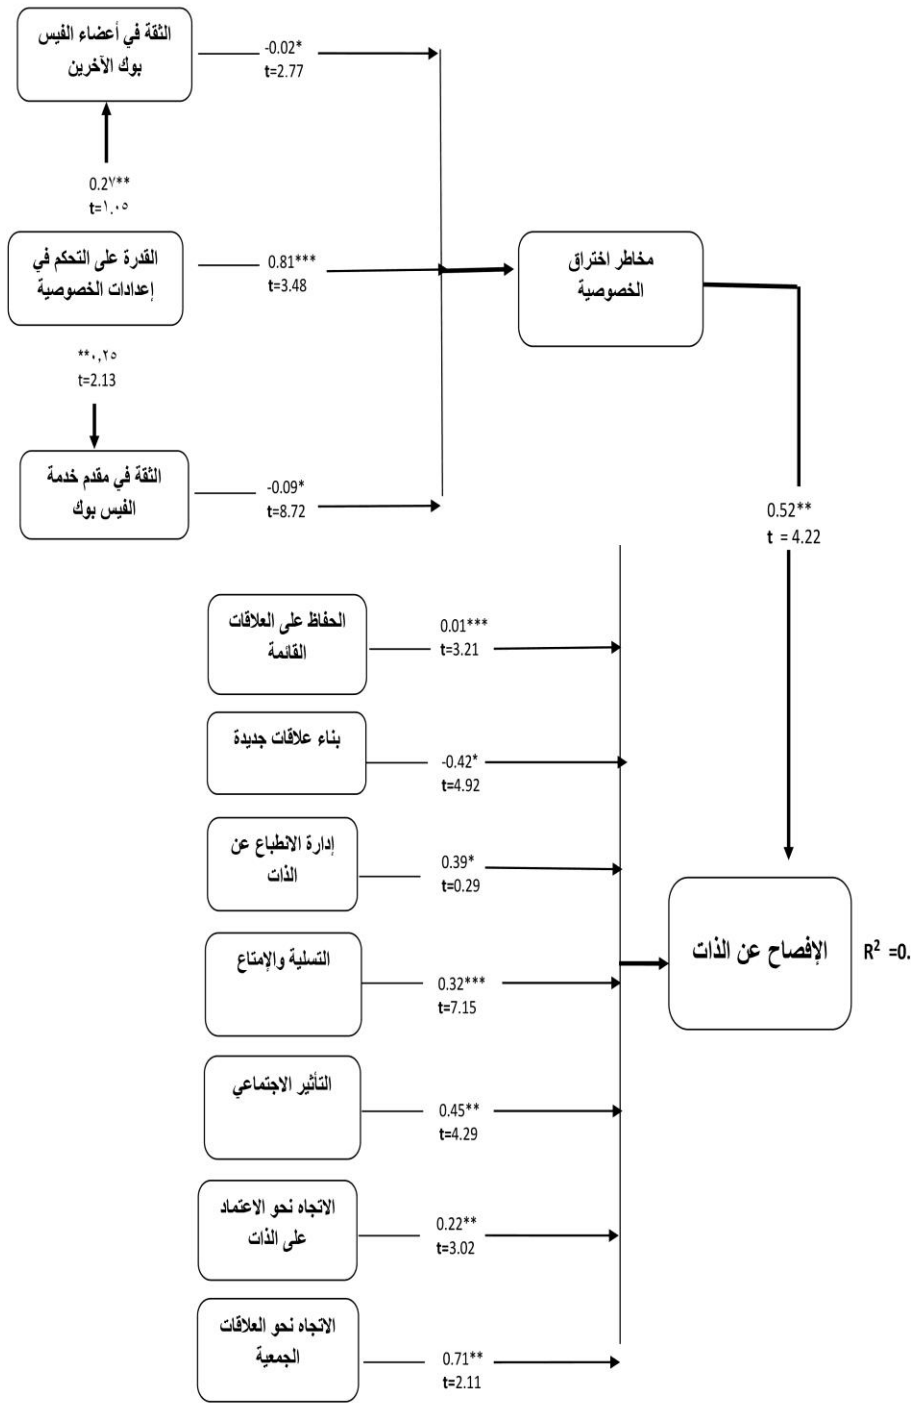 الثقة في أعضاء الفيس
بوك الآخرين
-0.02*
t=2.77
0.2٧**
t=١.٠٥
القدرة على التحكم في
إعدادات الخصوصية
0.81***
t=3.48
مخاطر اختراق
الخصوصية
**٠,٢٥
t=2.13
الثقة في مقدم خدمة
الفيس بوك
-0.09*
t=8.72
0.52**
t = 4.22
الحفاظ على العلاقات
القائمة
0.01***
t=3.21
بناء علاقات جديدة
-0.42*
t=4.92
إدارة الانطباع عن
الذات
0.39*
t=0.29
التسلية والإمتاع
0.32***
t=7.15
الإفصاح عن الذات
R² =0.
التأثير الاجتماعي
0.45**
t=4.29
الاتجاه نحو الاعتماد
على الذات
0.22**
t=3.02
الاتجاه نحو العلاقات
الجمعية
0.71**
t=2.11